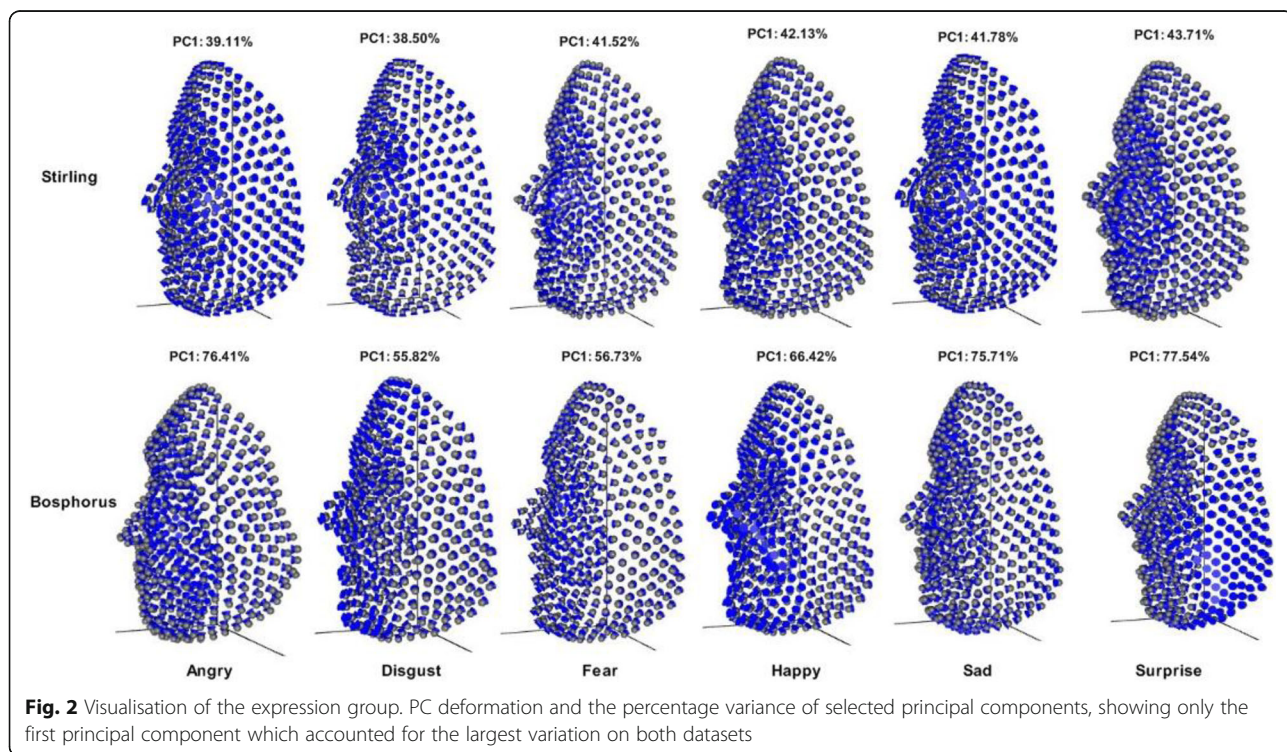 PC1: 39.11% PC1: 38.50% PC1: 41.52% PC1: 42.13% PC1: 41.78% PC1: 43.71%
Stirling
PC1: 76.41% PC1: 55.82% PC1: 56.73% PC1: 66.42% PC1: 75.71% PC1: 77.54%
Bosphorus
Angry Disgust Fear Happy Sad Surprise
Fig. 2 Visualisation of the expression group. PC deformation and the percentage variance of selected principal components, showing only the
first principal component which accounted for the largest variation on both datasets